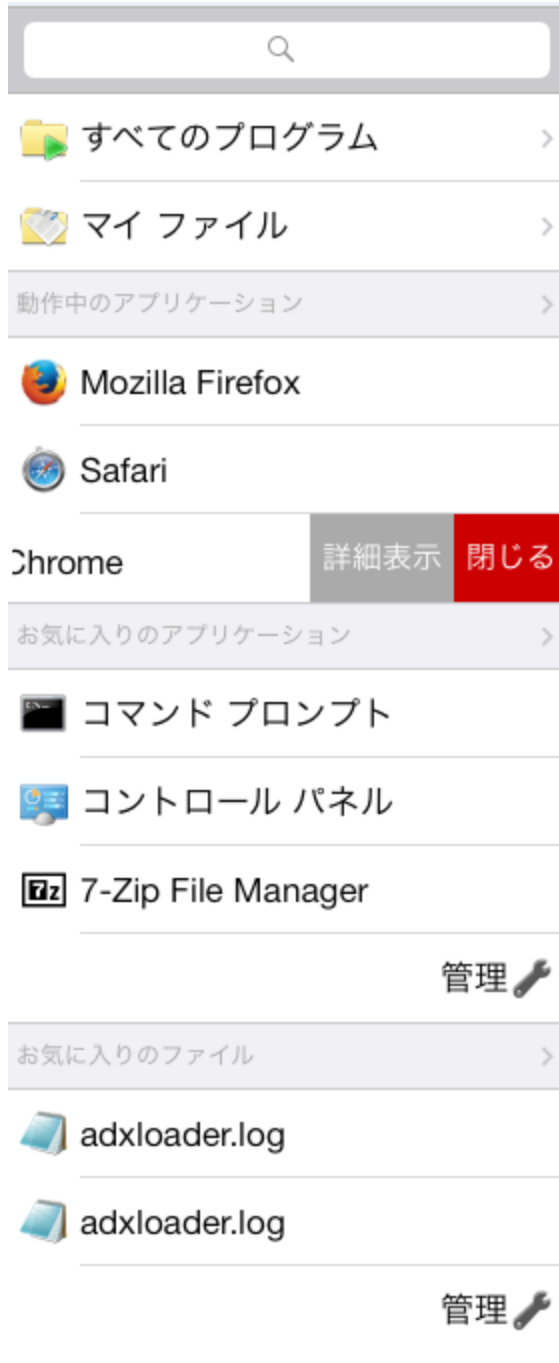 すべてのプログラム
マイ ファイル
動作中のアプリケーション
Mozilla Firefox
Safari
Chrome 詳細表示 閉じる
お気に入りのアプリケーション
コマンド プロンプト
コントロール パネル
7-Zip File Manager
管理
お気に入りのファイル
adxloader.log
adxloader.log
管理